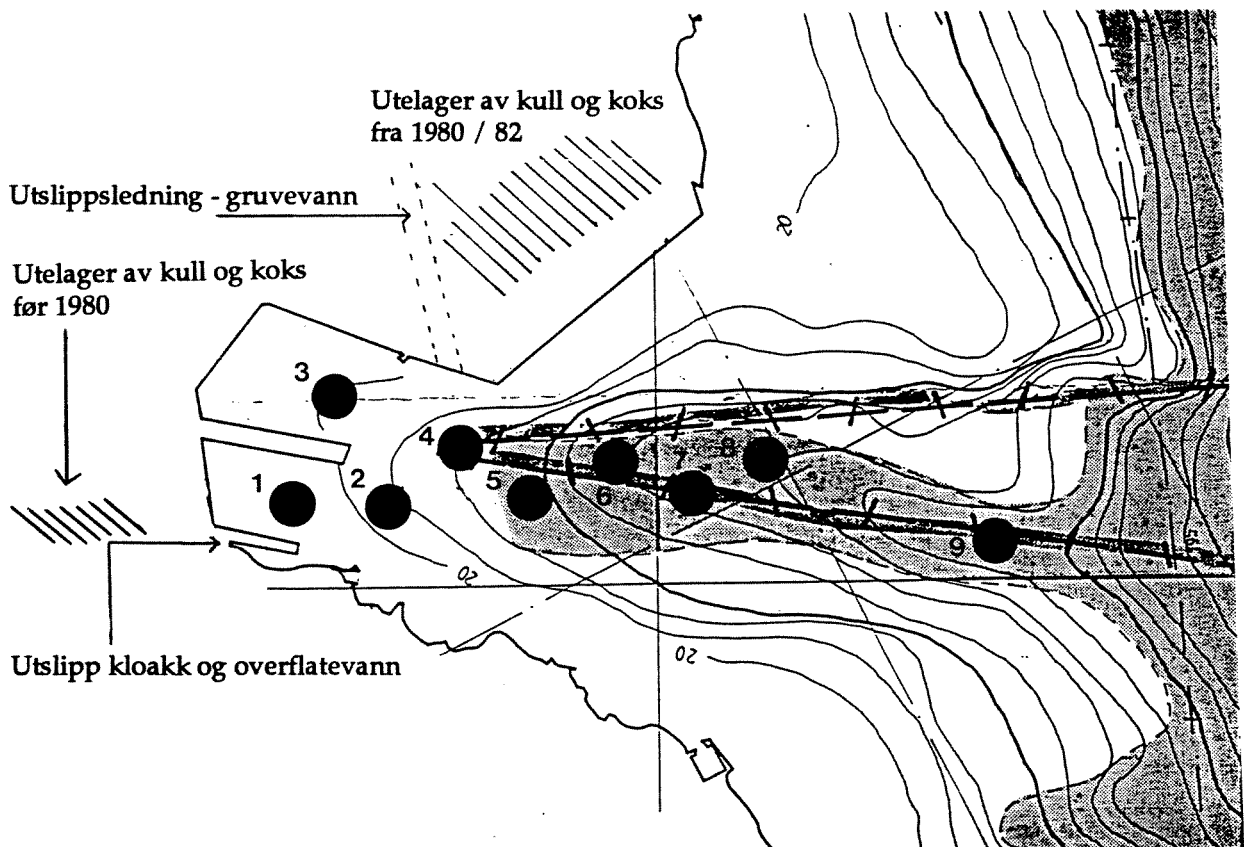 Utelager av kull og koks
fra 1980 / 82
Utslippsledning - gruvevann
Utelager av kull og koks
før 1980
20
3
4
1
2
5
6
7
8
9
20
20
Utslipp kloakk og overflatevann